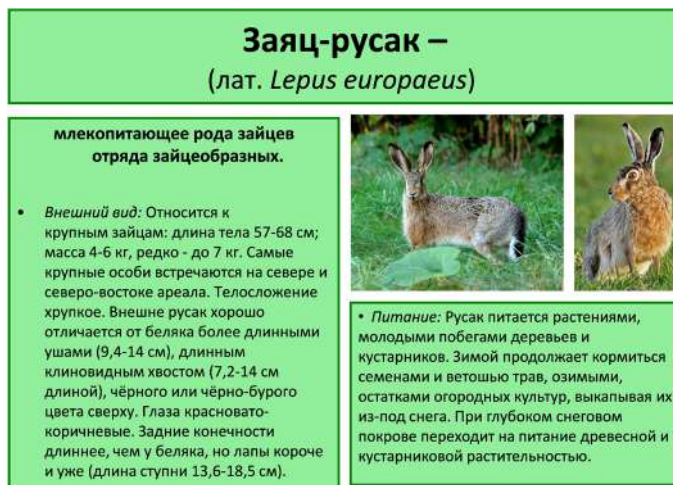 Заяц-русак –
(лат. Lepus europaeus)
млекопитающее рода зайцев
отряда зайцеобразных.
• Внешний вид: Относится к
крупным зайцам: длина тела 57-68 см;
масса 4-6 кг, редко - до 7 кг. Самые
крупные особи встречаются на севере и
северо-востоке ареала. Телосложение
хрупкое. Внешне русак хорошо
отличается от беляка более длинными
ушами (9,4-14 см), длинным
клиновидным хвостом (7,2-14 см
длиной), чёрного или чёрно-бурого
цвета сверху. Глаза красновато-
коричневые. Задние конечности
длиннее, чем у беляка, но лапы короче
и уже (длина ступни 13,6-18,5 см).
• Питание: Русак питается растениями,
молодыми побегами деревьев и
кустарников. Зимой продолжает кормиться
семенами и ветошью трав, озимыми,
остатками огородных культур, выкапывая их
из-под снега. При глубоком снеговом
покрове переходит на питание древесной и
кустарниковой растительностью.